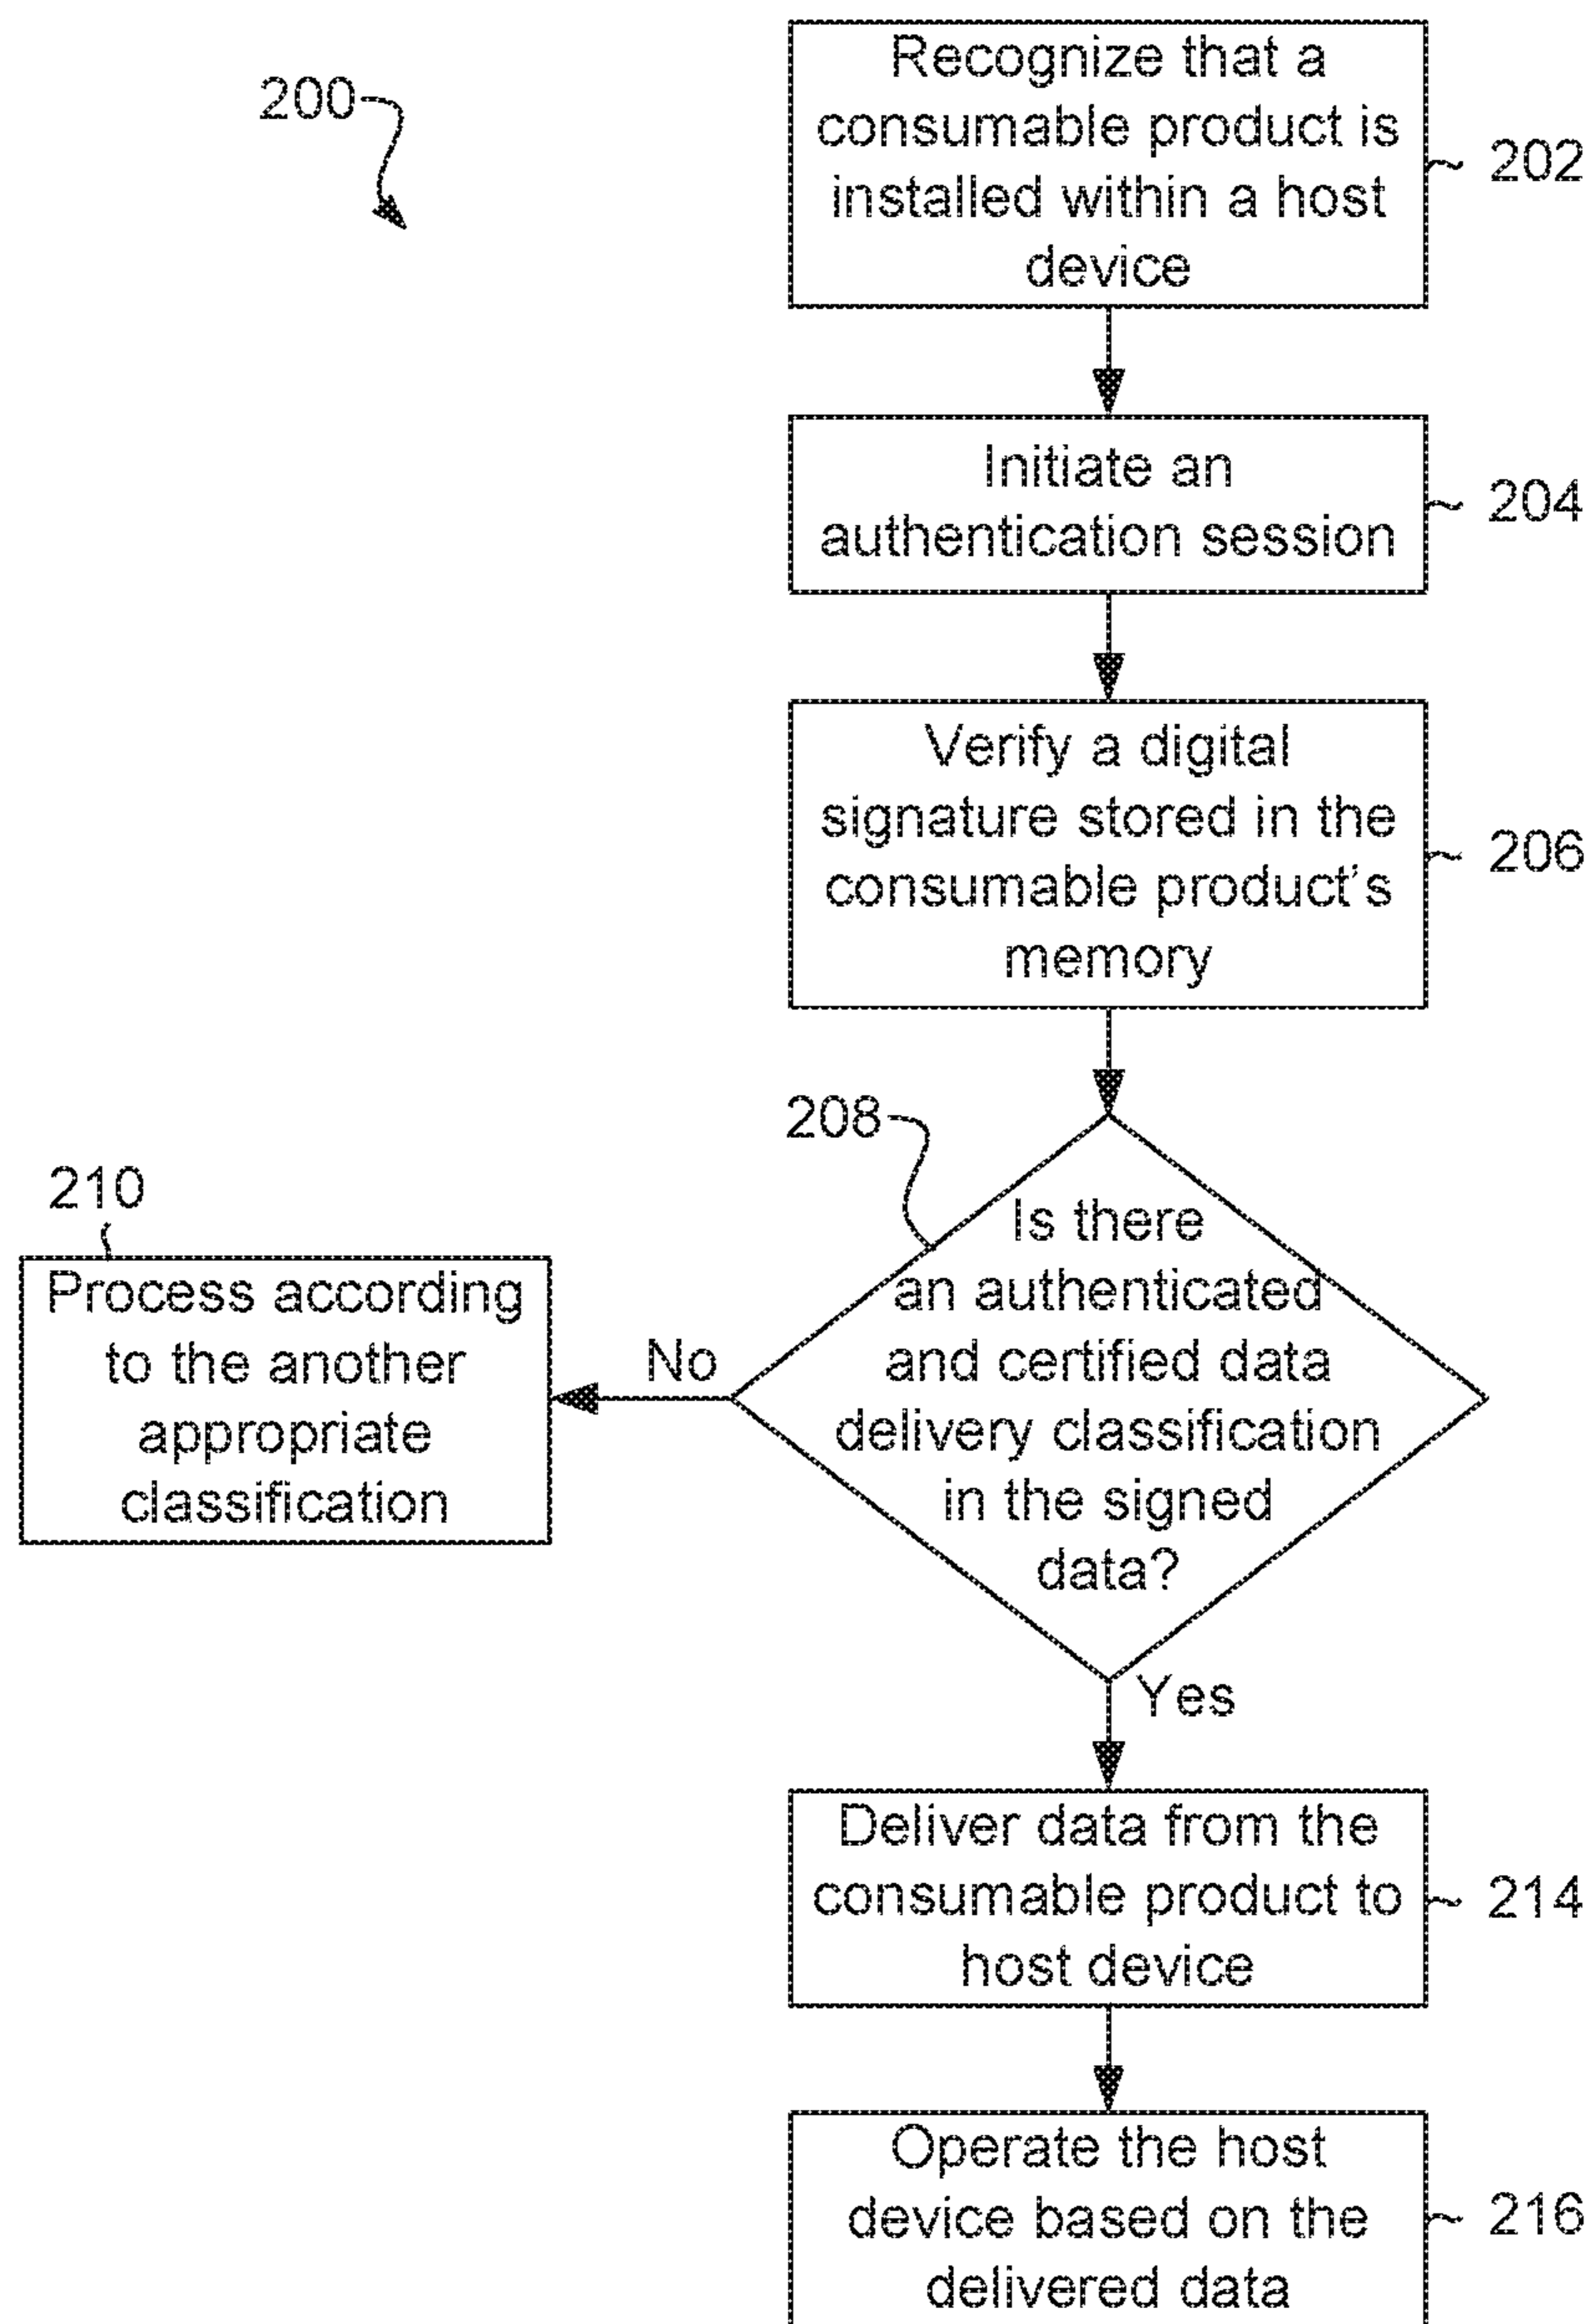 200
Recognize that a
consumable product is
installed within a host
device
202
Initiate an
authentication session
204
Verify a digital
signature stored in the
consumable product's
memory
206
208
Is there
an authenticated
and certified data
delivery classification
in the signed
data?
No
210
Process according
to the another
appropriate
classification
Yes
Deliver data from the
consumable product to
host device
214
Operate the host
device based on the
delivered data
216